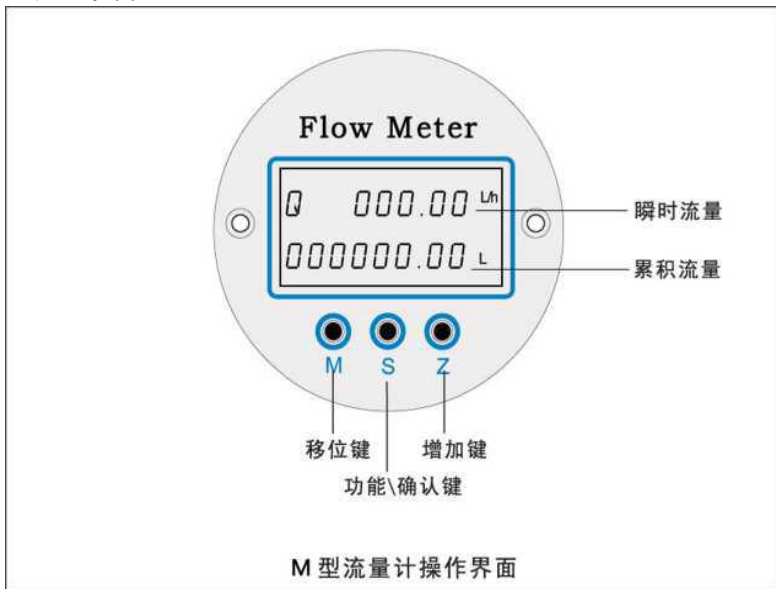 Flow Meter
Q 000.00 L/h
瞬时流量
000000.00 L
累积流量
M S Z
移位键 增加键
功能\确认键
M 型流量计操作界面